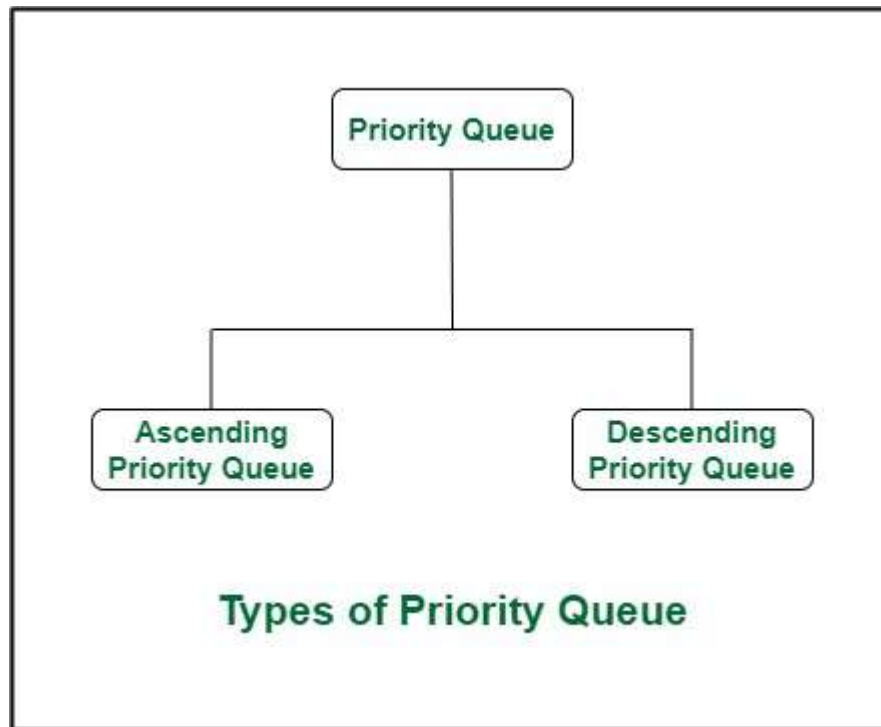 Priority Queue
Ascending
Priority Queue
Descending
Priority Queue
Types of Priority Queue